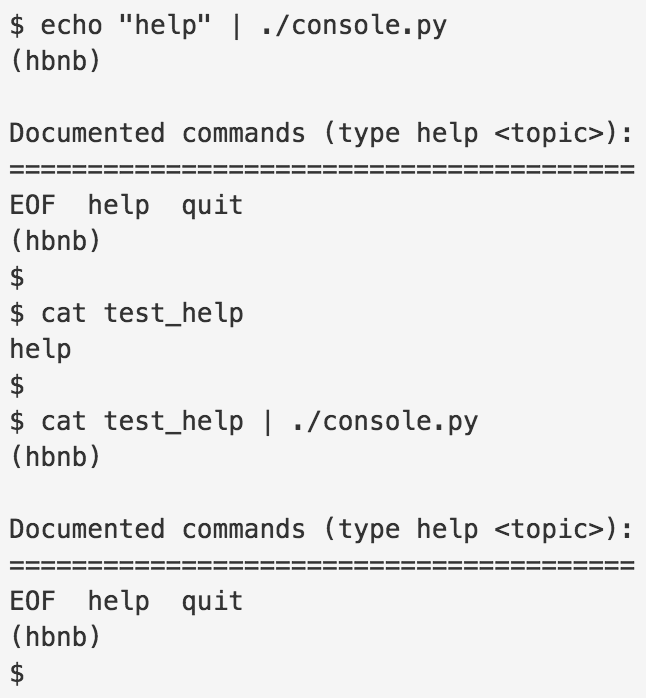 $ echo "help" | ./console.py
(hbnb)
Documented commands (type help <topic>):
========================================
EOF  help  quit
(hbnb)
$
$ cat test_help
help
$
$ cat test_help | ./console.py
(hbnb)
Documented commands (type help <topic>):
========================================
EOF  help  quit
(hbnb)
$